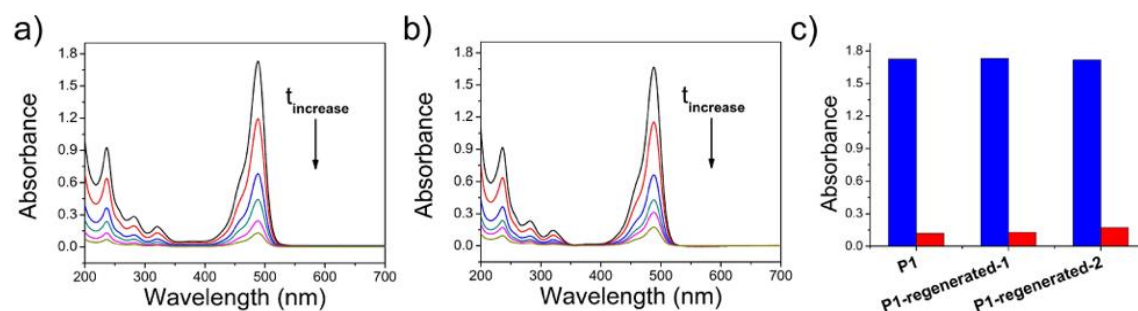 a)
1.8
1.5
1.2
0.9
0.6
0.3
0.0
Absorbance
t increase
200 300 400 500 600 700
Wavelength (nm)
b)
1.8
1.5
1.2
0.9
0.6
0.3
0.0
Absorbance
t increase
200 300 400 500 600 700
Wavelength (nm)
c)
1.8
1.5
1.2
0.9
0.6
0.3
0.0
Absorbance
P1
P1-regenerated-1
P1-regenerated-2